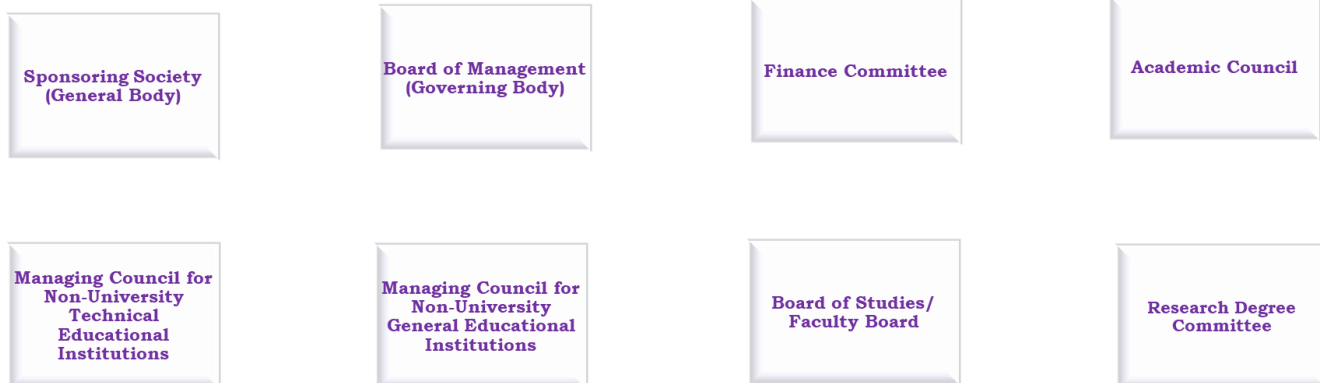 Sponsoring Society
(General Body)
Board of Management
(Governing Body)
Finance Committee
Academic Council
Managing Council for
Non-University
Technical
Educational
Institutions
Managing Council for
Non-University
General Educational
Institutions
Board of Studies/
Faculty Board
Research Degree
Committee